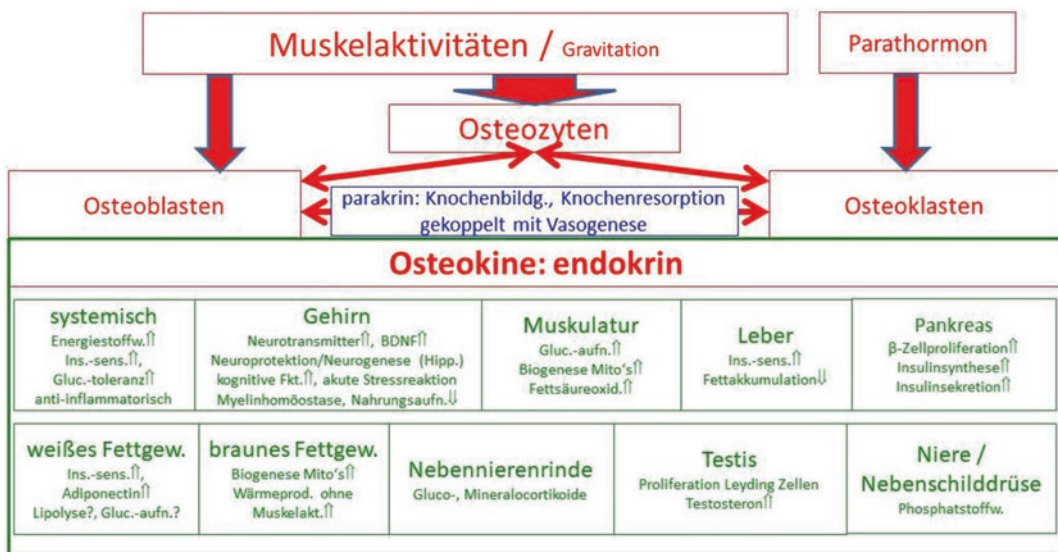 Muskelaktivitäten / Gravitation
Parathormon
Osteozyten
Osteoblasten
parakrin: Knochenbildg., Knochenresorption
gekoppelt mit Vasogenese
Osteoklasten
Osteokine: endokrin
systemisch
Energiestoffw.⇑
Ins.-sens.⇑,
Gluc.-toleranz⇑
anti-inflammatorisch
Gehirn
Neurotransmitter⇑, BDNF⇑
Neuroprotektion/Neurogenese (Hipp.)
kognitive Fkt.⇑, akute Stressreaktion
Myelinhomöostase, Nahrungsaufn.⇓
Muskulatur
Gluc.-aufn.⇑
Biogenese Mito's⇑
Fettsäureoxid.⇑
Leber
Ins.-sens.⇑
Fettakkumulation⇓
Pankreas
β-Zellproliferation⇑
Insulinsynthese⇑
Insulinsekretion⇑
weißes Fettgew.
Ins.-sens.⇑,
Adiponectin⇑
Lipolyse?, Gluc.-aufn.?
braunes Fettgew.
Biogenese Mito's⇑
Wärmeprod. ohne
Muskelakt.⇑
Nebennierenrinde
Gluco-, Mineralocortikoide
Testis
Proliferation Leyding Zellen
Testosteron⇑
Niere /
Nebenschilddrüse
Phosphatstoffw.